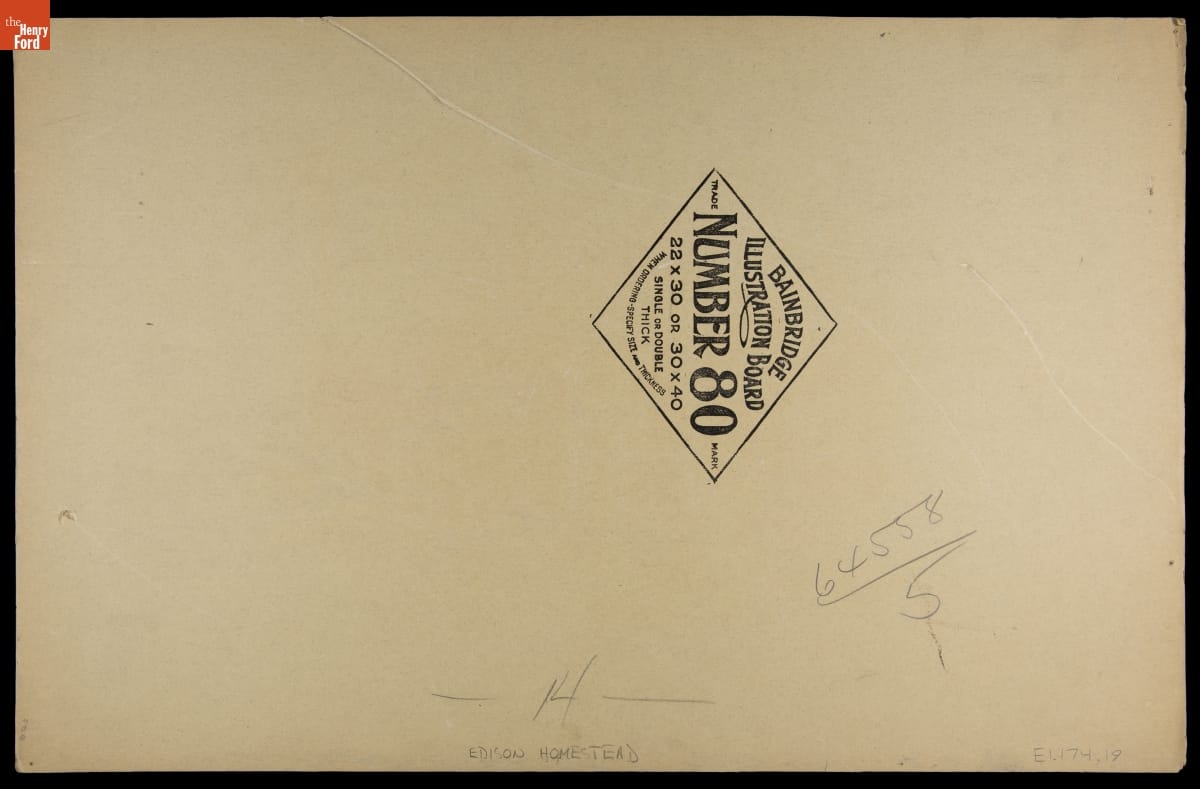 the
Henry
Ford
TRADE
MARK
BAINBRIDGE
ILLUSTRATION BOARD
NUMBER 80
22 x 30 OR 30 x 40
SINGLE OR DOUBLE
THICK
WHEN ORDERING-SPECIFY SIZE AND THICKNESS
64558
5
— 14 —
EDISON HOMESTEAD
E1.174.19